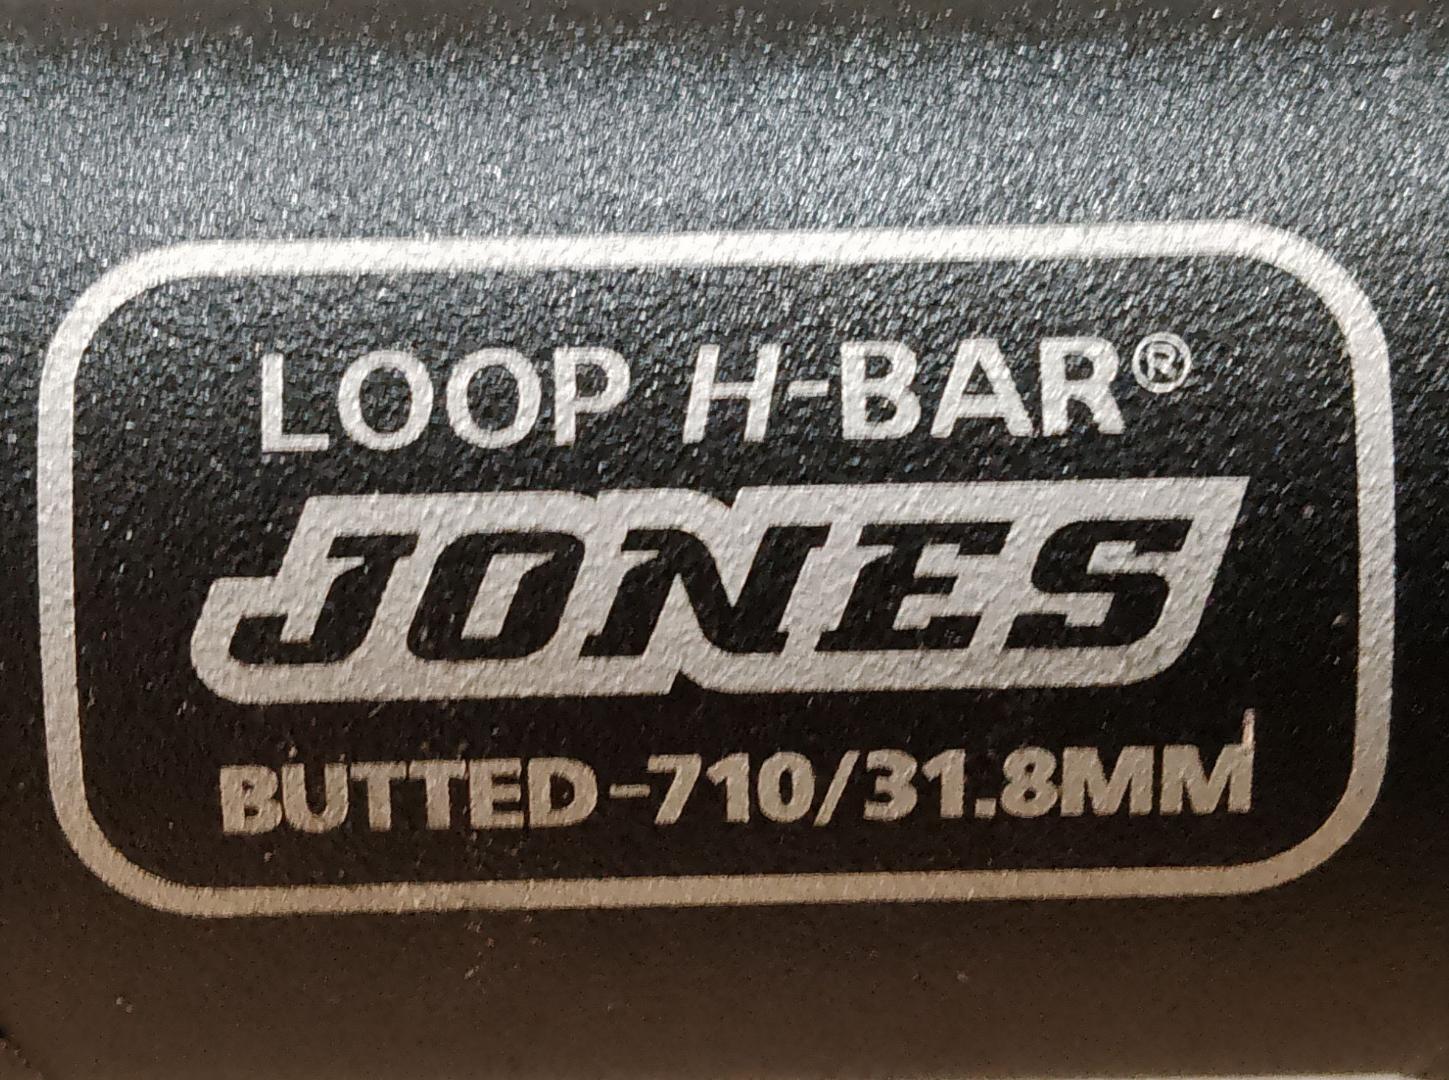 LOOP H-BAR®
JONES
BUTTED-710/31.8MM